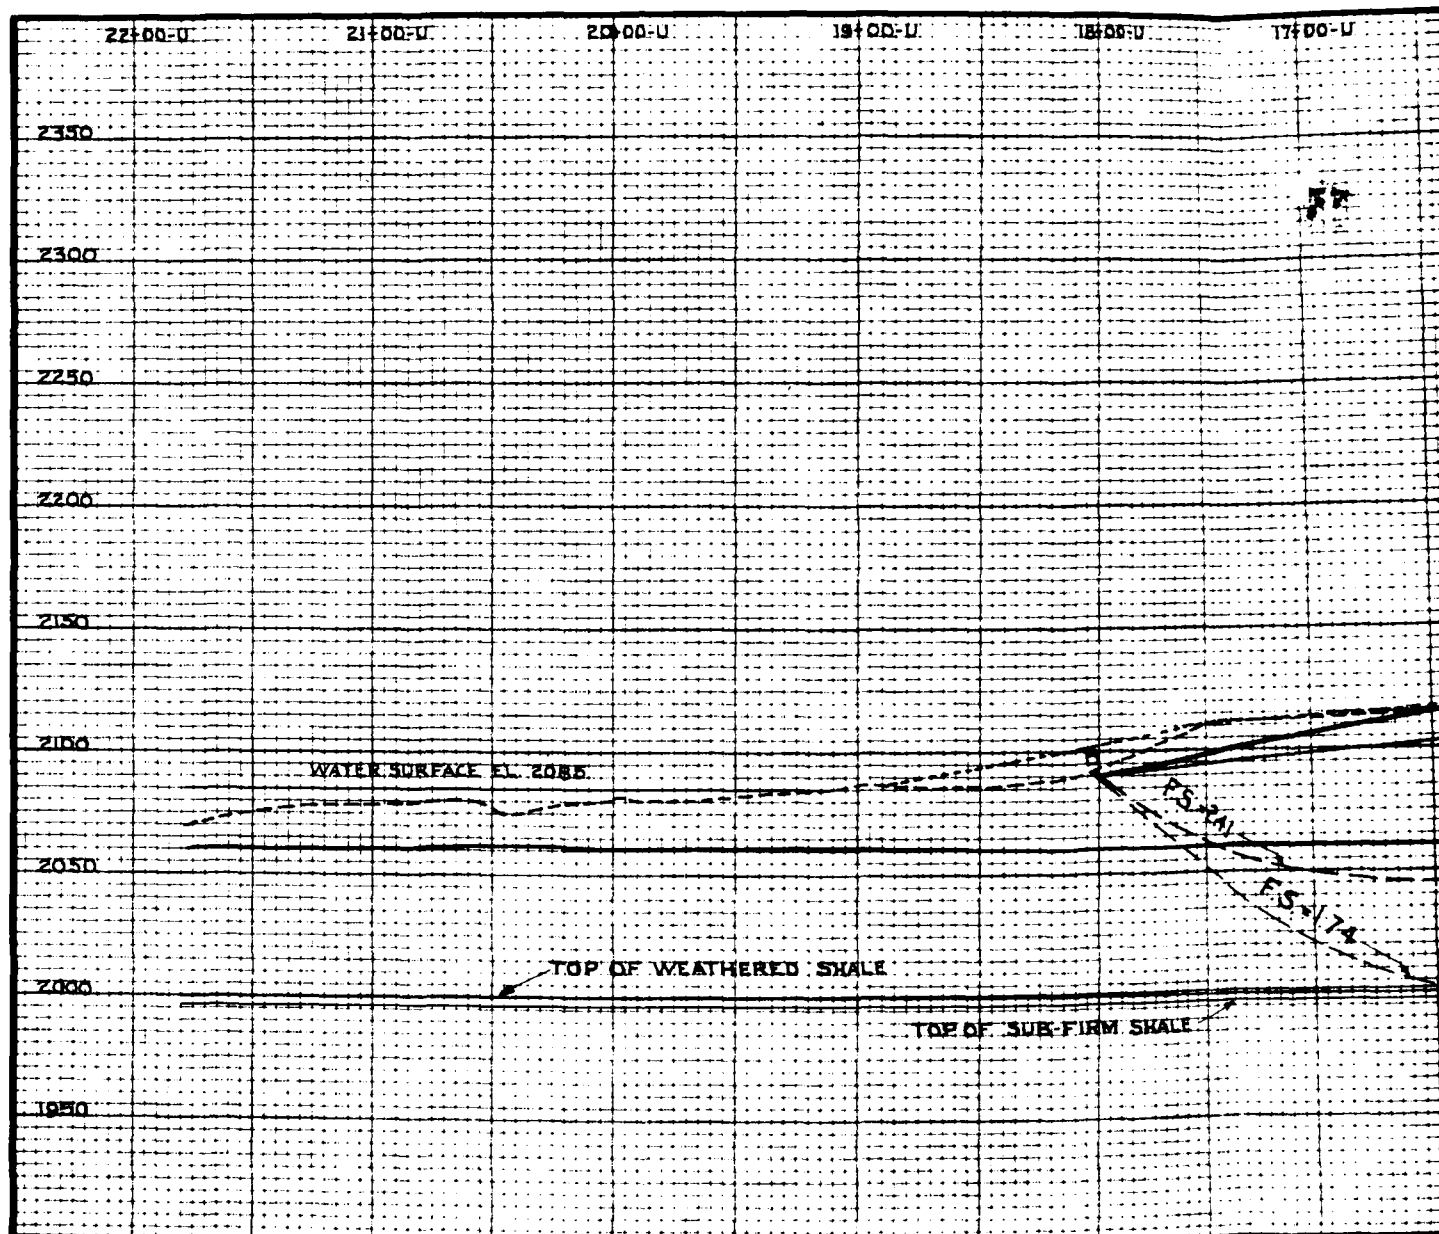 22+00-U 21+00-U 20+00-U 19+00-U 18+00-U 17+00-U
2350
2300
2250
2200
2150
2100
WATER SURFACE EL. 2085
2050
FS=2.41
F.S=1.74
TOP OF WEATHERED SHALE
2000
TOP OF SUB-FIRM SHALE
1950